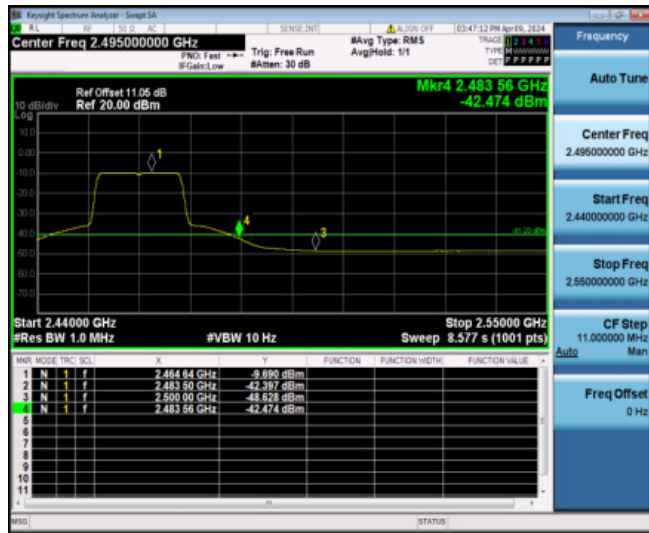 Keysight Spectrum Analyzer - Swept SA
RL RF 50 Ω AC SENSE:INT ALIGN OFF 03:47:12 PM Apr 09, 2024
Center Freq 2.495000000 GHz
PNO: Fast
IFGain:Low
Trig: Free Run
#Atten: 30 dB
#Avg Type: RMS
Avg|Hold: 1/1
TRACE 1 2 3 4 5 6
TYPE
DET P P P P P P
Ref Offset 11.05 dB
Ref 20.00 dBm
Mkr4 2.483 56 GHz
-42.474 dBm
10 dB/div
Log
10.0
0.00
-10.0
-20.0
-30.0
-40.0
-50.0
-60.0
-70.0
1
4
3
-41.20 dBm
Start 2.44000 GHz
Stop 2.55000 GHz
#Res BW 1.0 MHz
#VBW 10 Hz
Sweep 8.577 s (1001 pts)
MKR MODE TRC SCL X Y FUNCTION FUNCTION WIDTH FUNCTION VALUE
1 N 1 f 2.464 64 GHz -9.690 dBm
2 N 1 f 2.483 50 GHz -42.397 dBm
3 N 1 f 2.500 00 GHz -48.628 dBm
4 N 1 f 2.483 56 GHz -42.474 dBm
5
6
7
8
9
10
11
MSG
STATUS
Frequency
Auto Tune
Center Freq
2.495000000 GHz
Start Freq
2.440000000 GHz
Stop Freq
2.550000000 GHz
CF Step
11.000000 MHz
Auto Man
Freq Offset
0 Hz